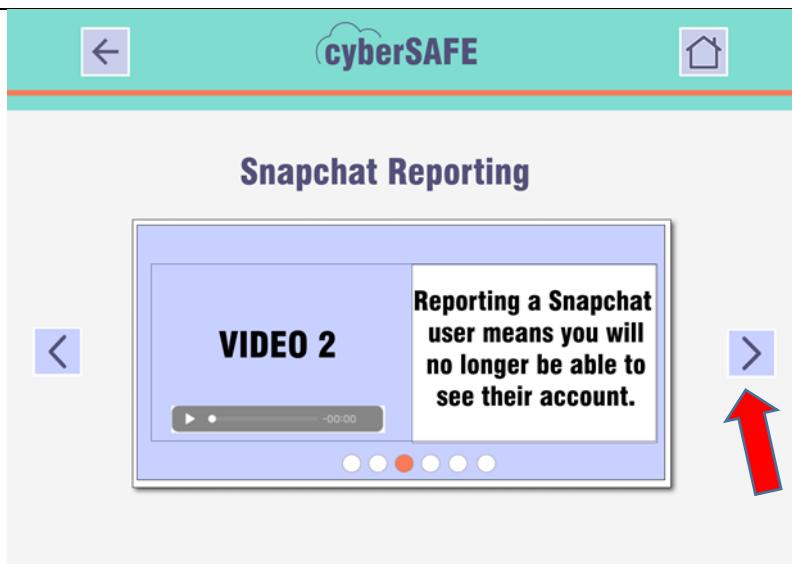 cyberSAFE
Snapchat Reporting
VIDEO 2
-00:00
Reporting a Snapchat
user means you will
no longer be able to
see their account.